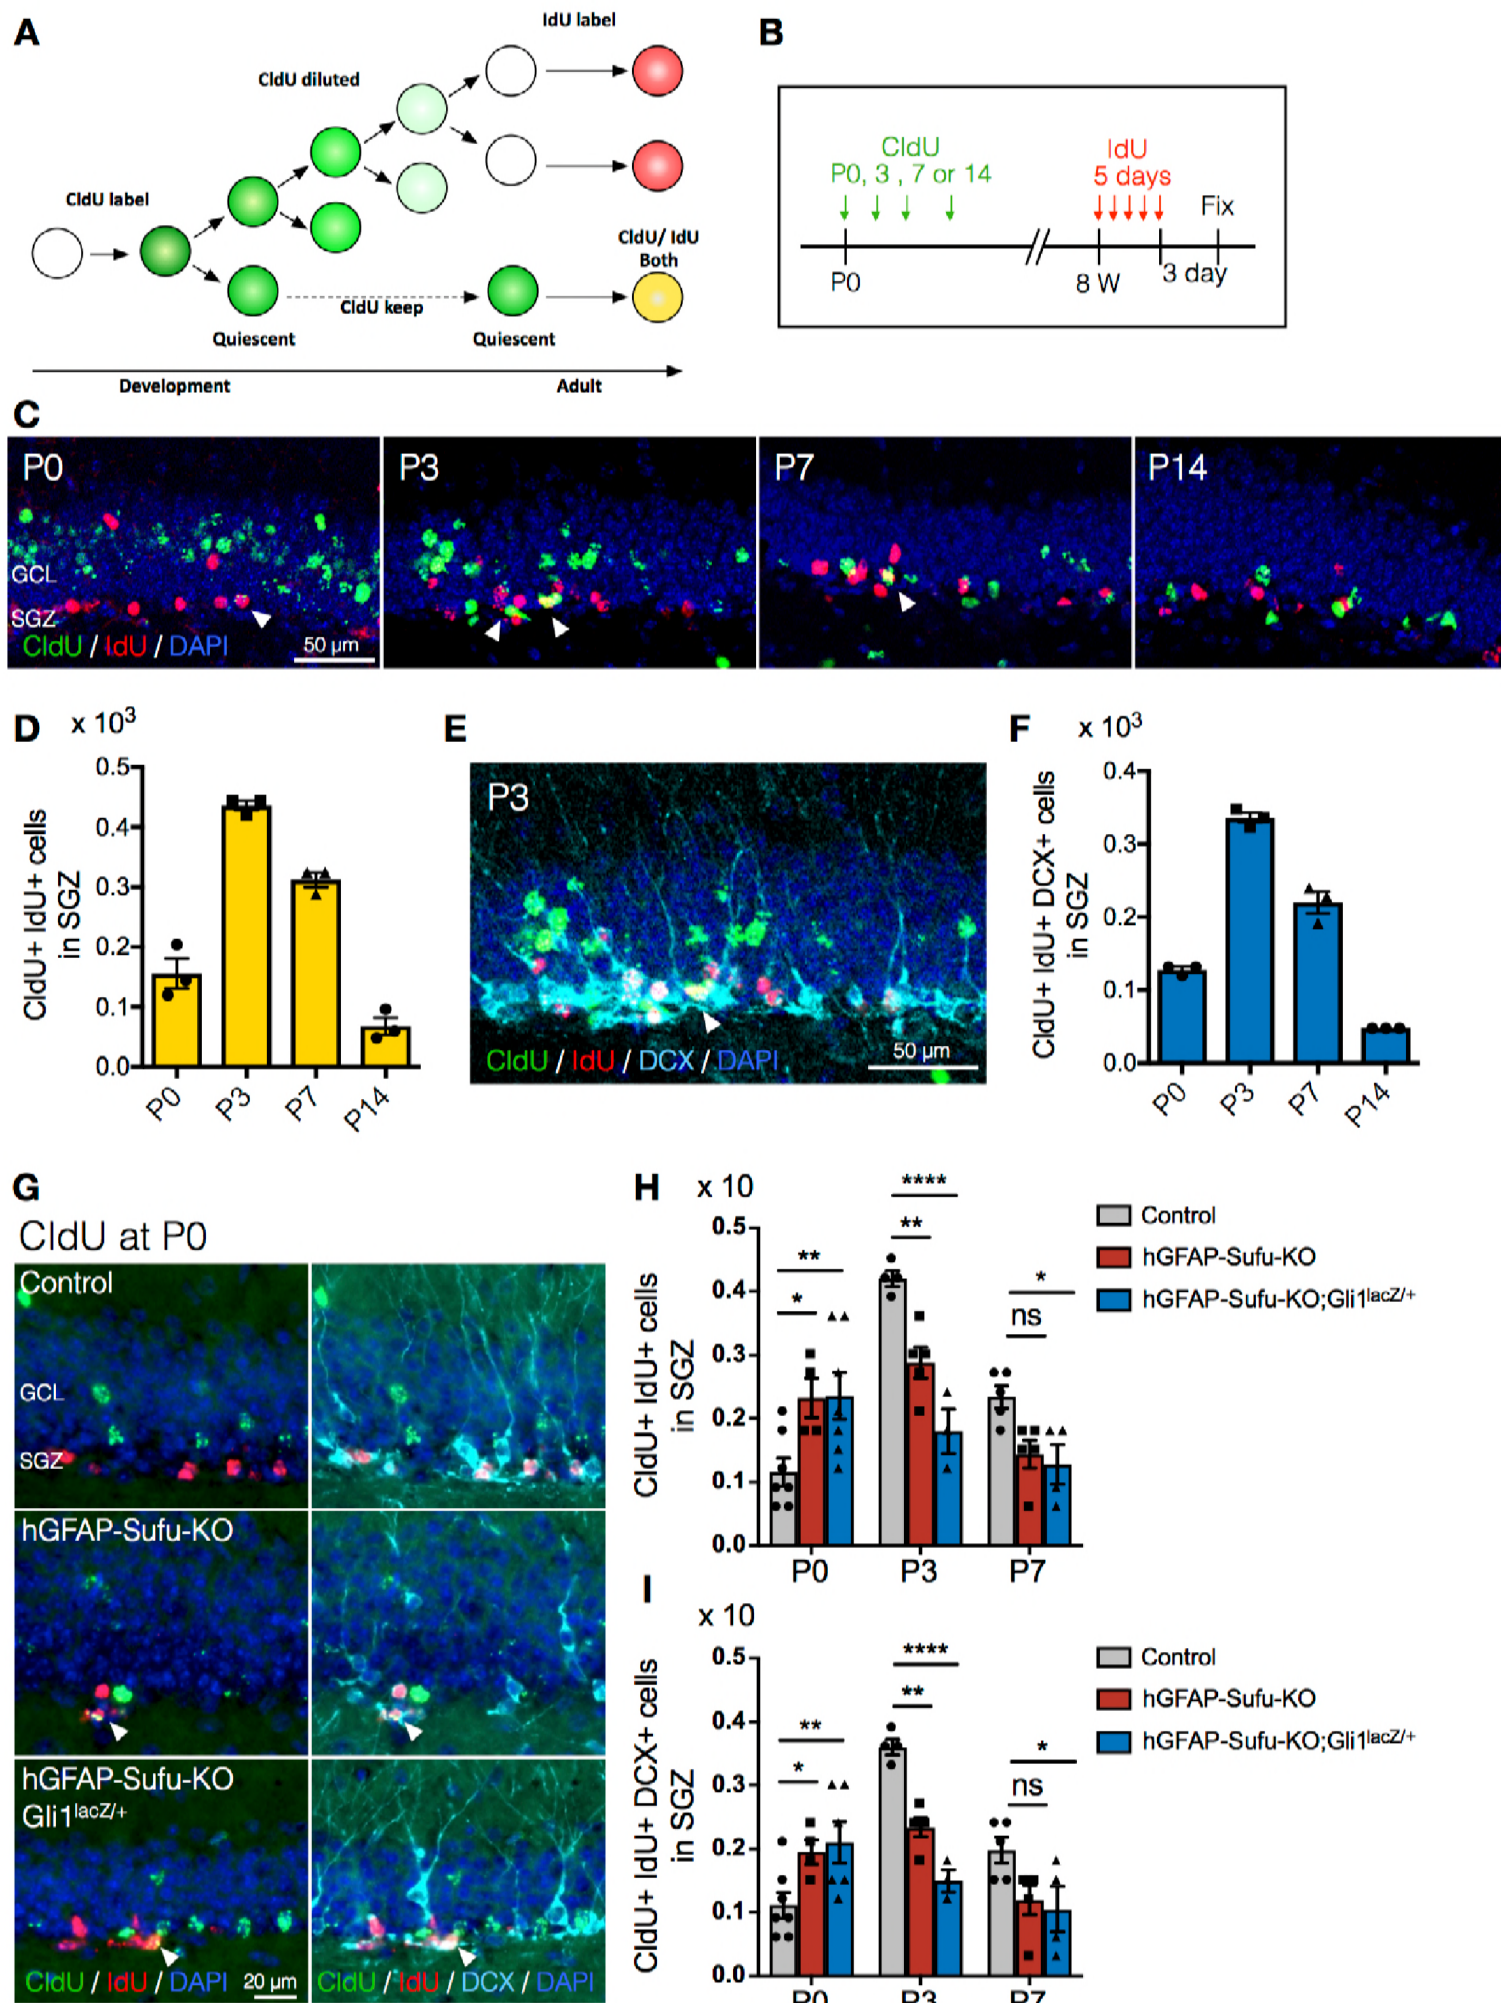 A
IdU label
CldU diluted
CldU label
CldU/ IdU
Both
CldU keep
Quiescent
Quiescent
Development
Adult
B
CldU
P0, 3 , 7 or 14
IdU
5 days
Fix
P0
8 W
3 day
C
P0
GCL
SGZ
CldU / IdU / DAPI
50 µm
P3
P7
P14
D
x 10³
CldU+ IdU+ cells
in SGZ
0.5
0.4
0.3
0.2
0.1
0.0
P0
P3
P7
P14
E
P3
CldU / IdU / DCX / DAPI
50 µm
F
x 10³
CldU+ IdU+ DCX+ cells
in SGZ
0.4
0.3
0.2
0.1
0.0
P0
P3
P7
P14
G
CldU at P0
Control
GCL
SGZ
hGFAP-Sufu-KO
hGFAP-Sufu-KO
Gli1lacZ/+
CldU / IdU / DAPI
20 µm
CldU / IdU / DCX / DAPI
H
x 10
CldU+ IdU+ cells
in SGZ
0.5
0.4
0.3
0.2
0.1
0.0
**
*
****
**
*
ns
P0
P3
P7
Control
hGFAP-Sufu-KO
hGFAP-Sufu-KO;Gli1lacZ/+
I
x 10
CldU+ IdU+ DCX+ cells
in SGZ
0.5
0.4
0.3
0.2
0.1
0.0
**
*
****
**
*
ns
P0
P3
P7
Control
hGFAP-Sufu-KO
hGFAP-Sufu-KO;Gli1lacZ/+